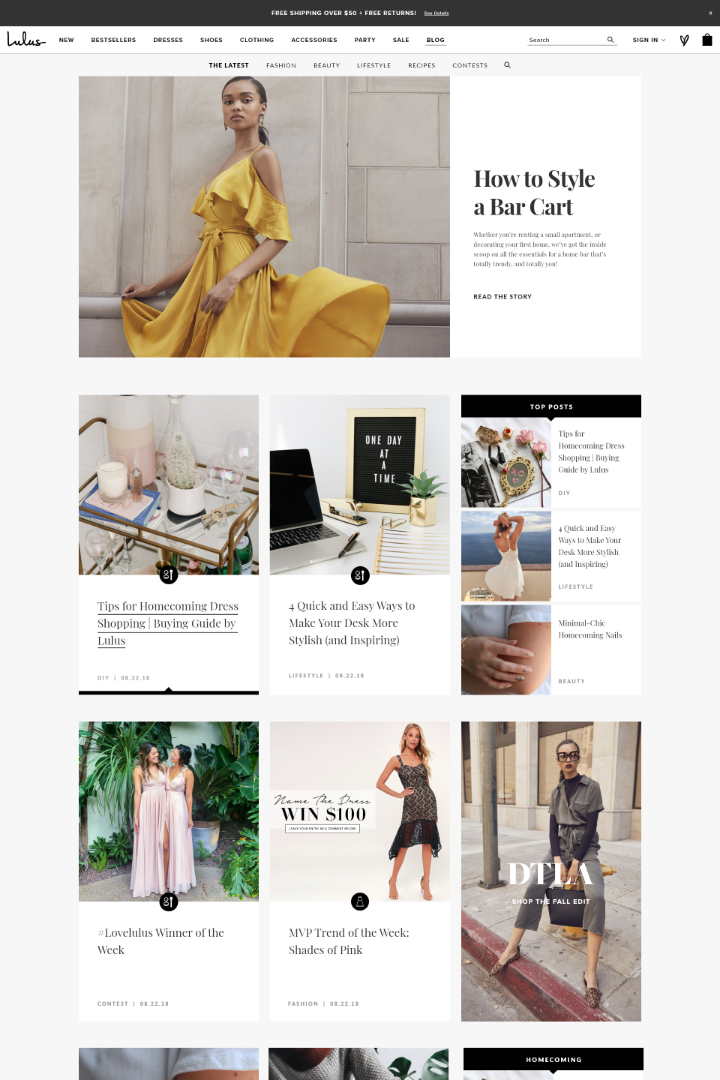 FREE SHIPPING OVER $50 + FREE RETURNS! See Details ×
Lulus NEW BESTSELLERS DRESSES SHOES CLOTHING ACCESSORIES PARTY SALE BLOG Search SIGN IN
THE LATEST FASHION BEAUTY LIFESTYLE RECIPES CONTESTS
How to Style
a Bar Cart
Whether you're renting a small apartment, or
decorating your first home, we've got the inside
scoop on all the essentials for a home bar that's
totally trendy, and totally you!
READ THE STORY
ONE DAY
AT
A
TIME
Tips for Homecoming Dress
Shopping | Buying Guide by
Lulus
DIY | 08.22.18
4 Quick and Easy Ways to
Make Your Desk More
Stylish (and Inspiring)
LIFESTYLE | 08.22.18
TOP POSTS
Tips for
Homecoming Dress
Shopping | Buying
Guide by Lulus
DIY
4 Quick and Easy
Ways to Make Your
Desk More Stylish
(and Inspiring)
LIFESTYLE
Minimal-Chic
Homecoming Nails
BEAUTY
#Lovelulus Winner of the
Week
CONTEST | 08.22.18
Name The Dress
WIN $100
LEAVE YOUR ENTRY AS A COMMENT BELOW
MVP Trend of the Week:
Shades of Pink
FASHION | 08.22.18
DTLA
SHOP THE FALL EDIT
HOMECOMING